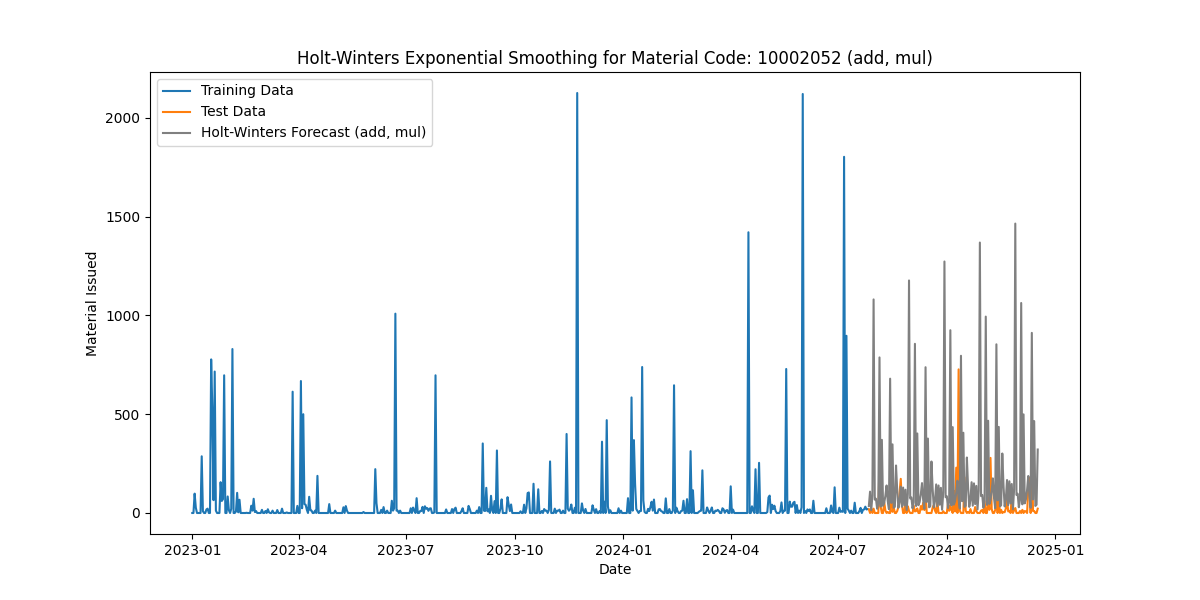 Holt-Winters Exponential Smoothing for Material Code: 10002052 (add, mul)
Training Data
Test Data
Holt-Winters Forecast (add, mul)
Material Issued
2000
1500
1000
500
0
2023-01 2023-04 2023-07 2023-10 2024-01 2024-04 2024-07 2024-10 2025-01
Date